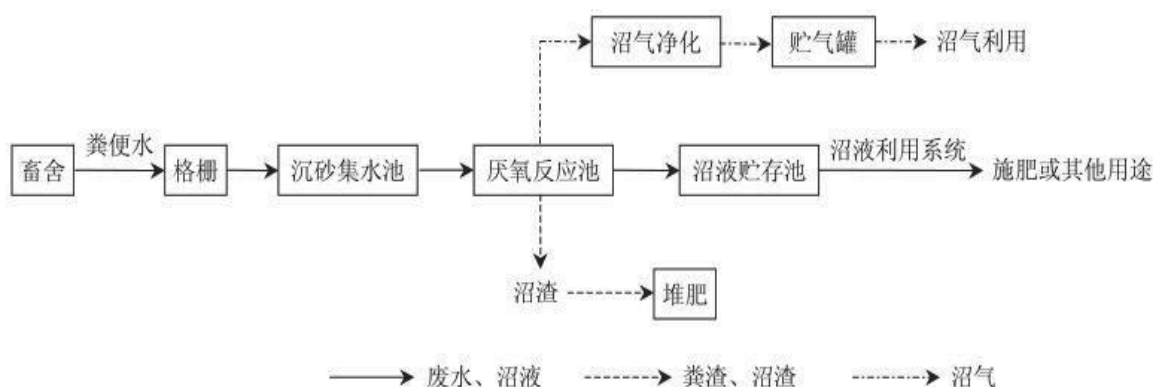 沼气净化
贮气罐
沼气利用
畜舍
粪便水
格栅
沉砂集水池
厌氧反应池
沼液贮存池
沼液利用系统
施肥或其他用途
沼渣
堆肥
废水、沼液
粪渣、沼渣
沼气